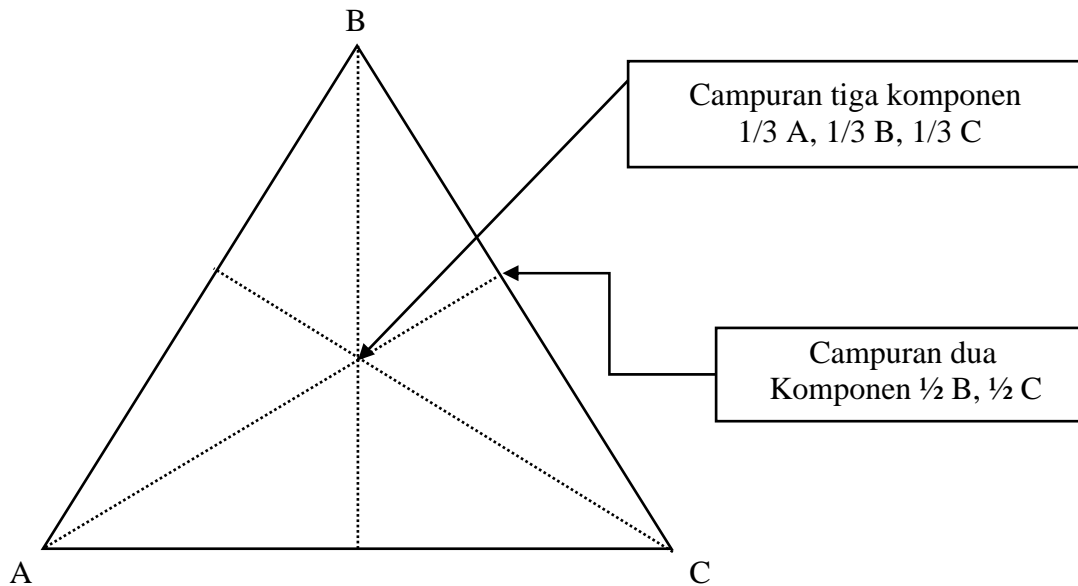 B
Campuran tiga komponen
1/3 A, 1/3 B, 1/3 C
Campuran dua
Komponen ½ B, ½ C
A
C